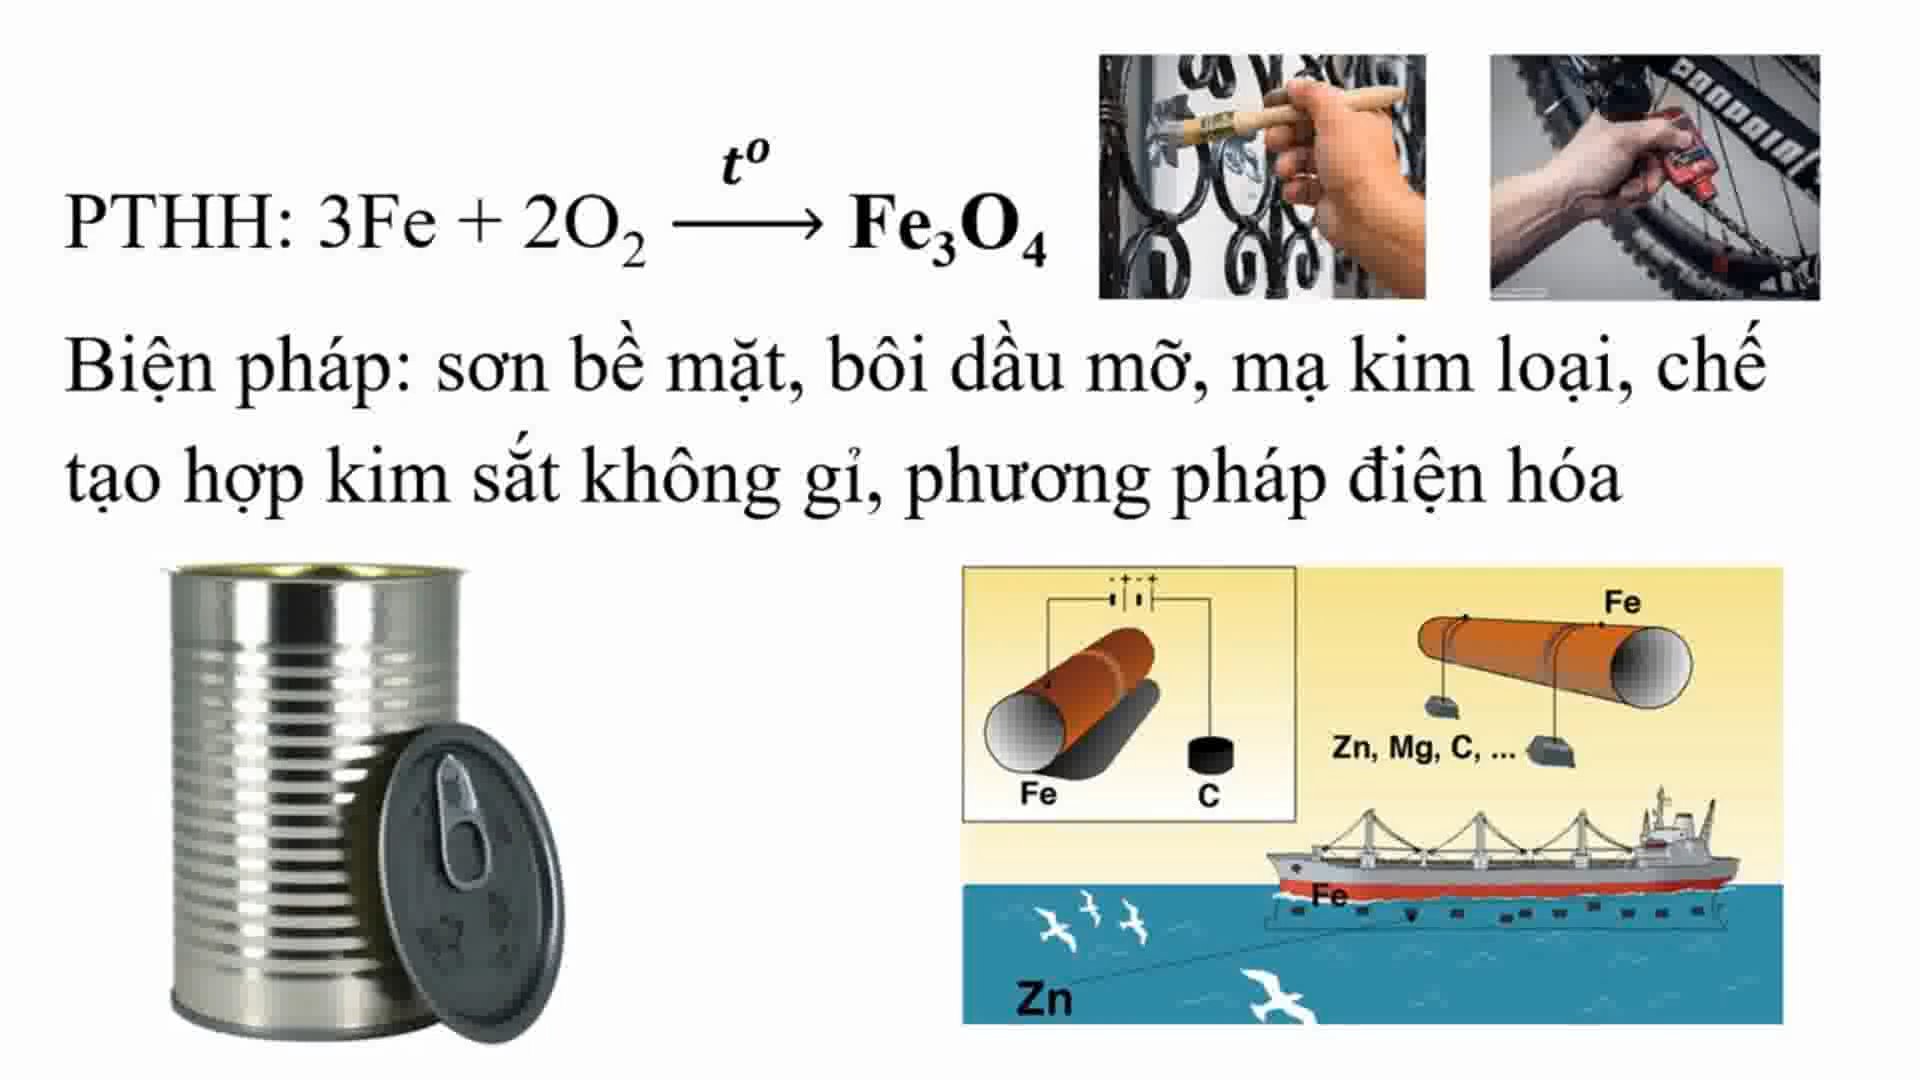 t⁰
PTHH: 3Fe + 2O₂ ⟶ Fe₃O₄
Biện pháp: sơn bề mặt, bôi dầu mỡ, mạ kim loại, chế
tạo hợp kim sắt không gỉ, phương pháp điện hóa
- + - +
Fe
C
Fe
Zn, Mg, C, ...
Fe
Zn